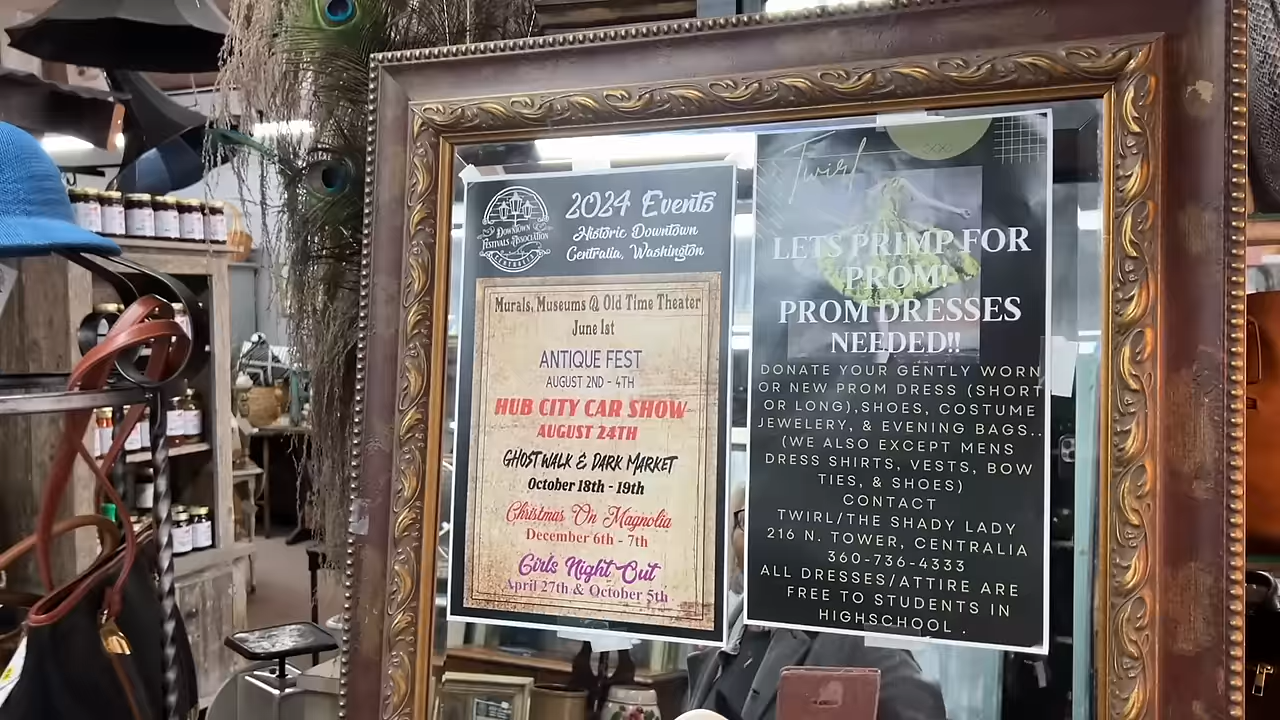 DOWNTOWN
FESTIVALS ASSOCIATION
CENTRALIA
2024 Events
Historic Downtown
Centralia, Washington
Murals, Museums @ Old Time Theater
June 1st
ANTIQUE FEST
AUGUST 2ND - 4TH
HUB CITY CAR SHOW
AUGUST 24TH
GHOSTWALK & DARK MARKET
October 18th - 19th
Christmas On Magnolia
December 6th - 7th
Girls Night Out
April 27th & October 5th
Twirl
LETS PRIMP FOR
PROM!
PROM DRESSES
NEEDED!!
DONATE YOUR GENTLY WORN
OR NEW PROM DRESS (SHORT
OR LONG),SHOES, COSTUME
JEWELERY, & EVENING BAGS..
(WE ALSO EXCEPT MENS
DRESS SHIRTS, VESTS, BOW
TIES, & SHOES)
CONTACT
TWIRL/THE SHADY LADY
216 N. TOWER, CENTRALIA
360-736-4333
ALL DRESSES/ATTIRE ARE
FREE TO STUDENTS IN
HIGHSCHOOL .